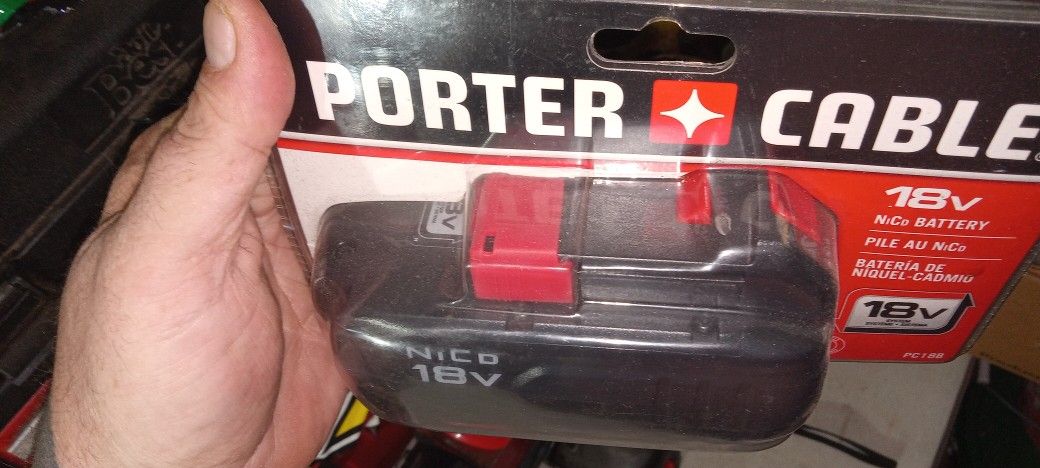 PORTER CABLE
18V
NiCd BATTERY
PILE AU NiCd
BATERÍA DE
NÍQUEL-CADMIO
18V
PC18B
NiCd
18V